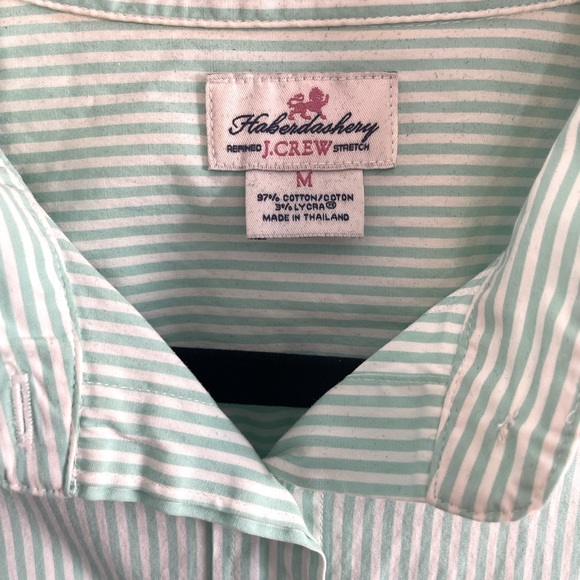 Haberdashery
REFINED J.CREW STRETCH
M
97% COTTON/COTON
3% LYCRA®
MADE IN THAILAND